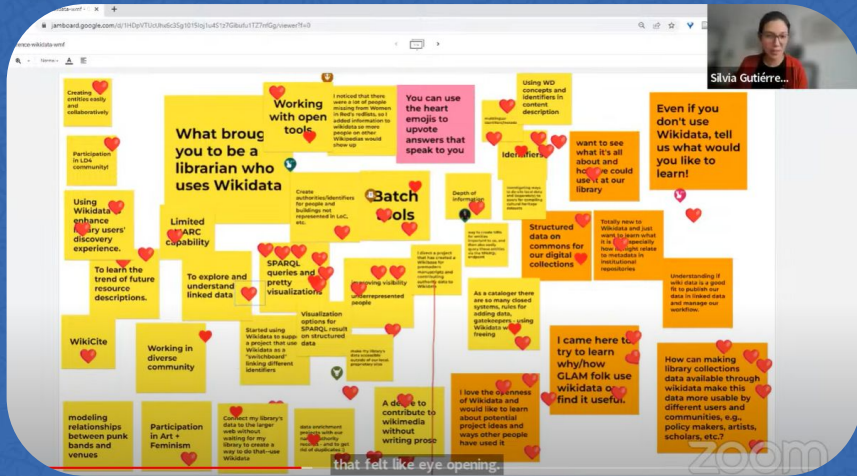 jamboard.google.com/d/
Silvia Gutiérre...
Creating
entities easily
and
collaboratively
Participation
in LD4
community!
Using
Wikidata
enhance
users'
discovery
experience.
What brought
you to be a
librarian who
uses Wikidata
Working
with open
tools
I noticed that there
were a lot of people
missing from Women
in Red's redlists, so I
added information to
wikidata so more
people on other
Wikipedias would
show up
You can use
the heart
emojis to
upvote
answers that
speak to you
Using WD
concepts and
identifiers in
content
description
Identifiers
want to see
what it's all
about and
how we could
use it at our
library
Even if you
don't use
Wikidata, tell
us what would
you like to
learn!
Create
authorities/identifiers
for people and
buildings not
represented in LoC,
etc.
Batch
tools
Depth of
information
Limited
MARC
capability
To learn the
trend of future
resource
descriptions.
To explore and
understand
linked data
SPARQL
queries and
pretty
visualizations
improving visibility
underrepresented
people
Structured
data on
commons for
our digital
collections
Totally new to
Wikidata and just
want to learn what
it is
relate to
metadata in
institutional
repositories
Understanding if
wiki data is a good
fit to publish our
data in linked data
and manage our
workflow.
Visualization
options for
SPARQL result
on structured
data
As a cataloger there
are so many closed
systems, rules for
adding data,
gatekeepers - using
Wikidata
freeing
WikiCite
Working in
diverse
community
Started using
Wikidata to
a project that use
Wikidata as a
"switchboard"
linking different
identifiers
I came here to
try to learn
why/how
GLAM folk use
wikidata or
find it useful.
How can making
library collections
data available through
wikidata make this
data more usable by
different users and
communities, e.g.,
policy makers, artists,
scholars, etc.?
modeling
relationships
between punk
bands and
venues
Participation
in Art +
Feminism
Connect my library's
data to the larger
web without
waiting for my
library to create a
way to do that-use
Wikidata
A desire to
contribute to
wikimedia
without
writing prose
I love the openness
of Wikidata and
would like to learn
about potential
project ideas and
ways other people
have used it
that felt like eye opening.
zoom